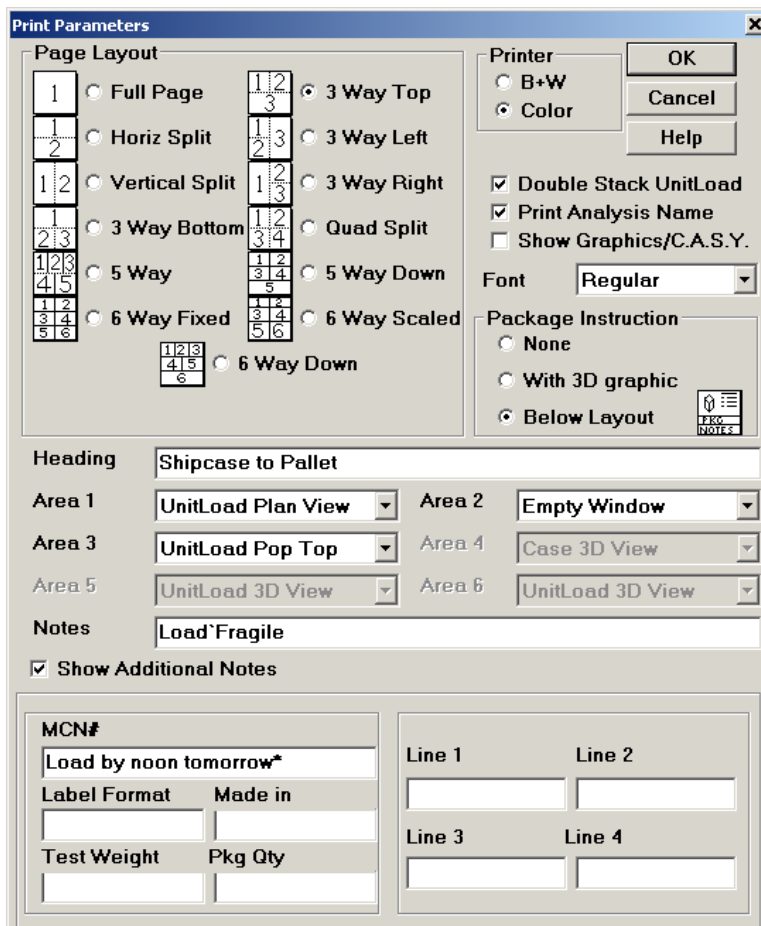 Print Parameters
Page Layout
1 Full Page
1 2 3 3 Way Top
1 2 Horiz Split
1 2 3 3 Way Left
1 2 Vertical Split
1 2 3 3 Way Right
1 2 3 3 Way Bottom
1 2 3 4 Quad Split
1 2 3 4 5 5 Way
1 2 3 4 5 5 Way Down
1 2 3 4 5 6 6 Way Fixed
1 2 3 4 5 6 6 Way Scaled
1 2 3 4 5 6 6 Way Down
Printer
B+W
Color
OK
Cancel
Help
Double Stack UnitLoad
Print Analysis Name
Show Graphics/C.A.S.Y.
Font Regular
Package Instruction
None
With 3D graphic
Below Layout
PKG
NOTES
Heading Shipcase to Pallet
Area 1 UnitLoad Plan View Area 2 Empty Window
Area 3 UnitLoad Pop Top Area 4 Case 3D View
Area 5 UnitLoad 3D View Area 6 UnitLoad 3D View
Notes Load`Fragile
Show Additional Notes
MCN#
Load by noon tomorrow*
Label Format Made in
Test Weight Pkg Qty
Line 1 Line 2
Line 3 Line 4